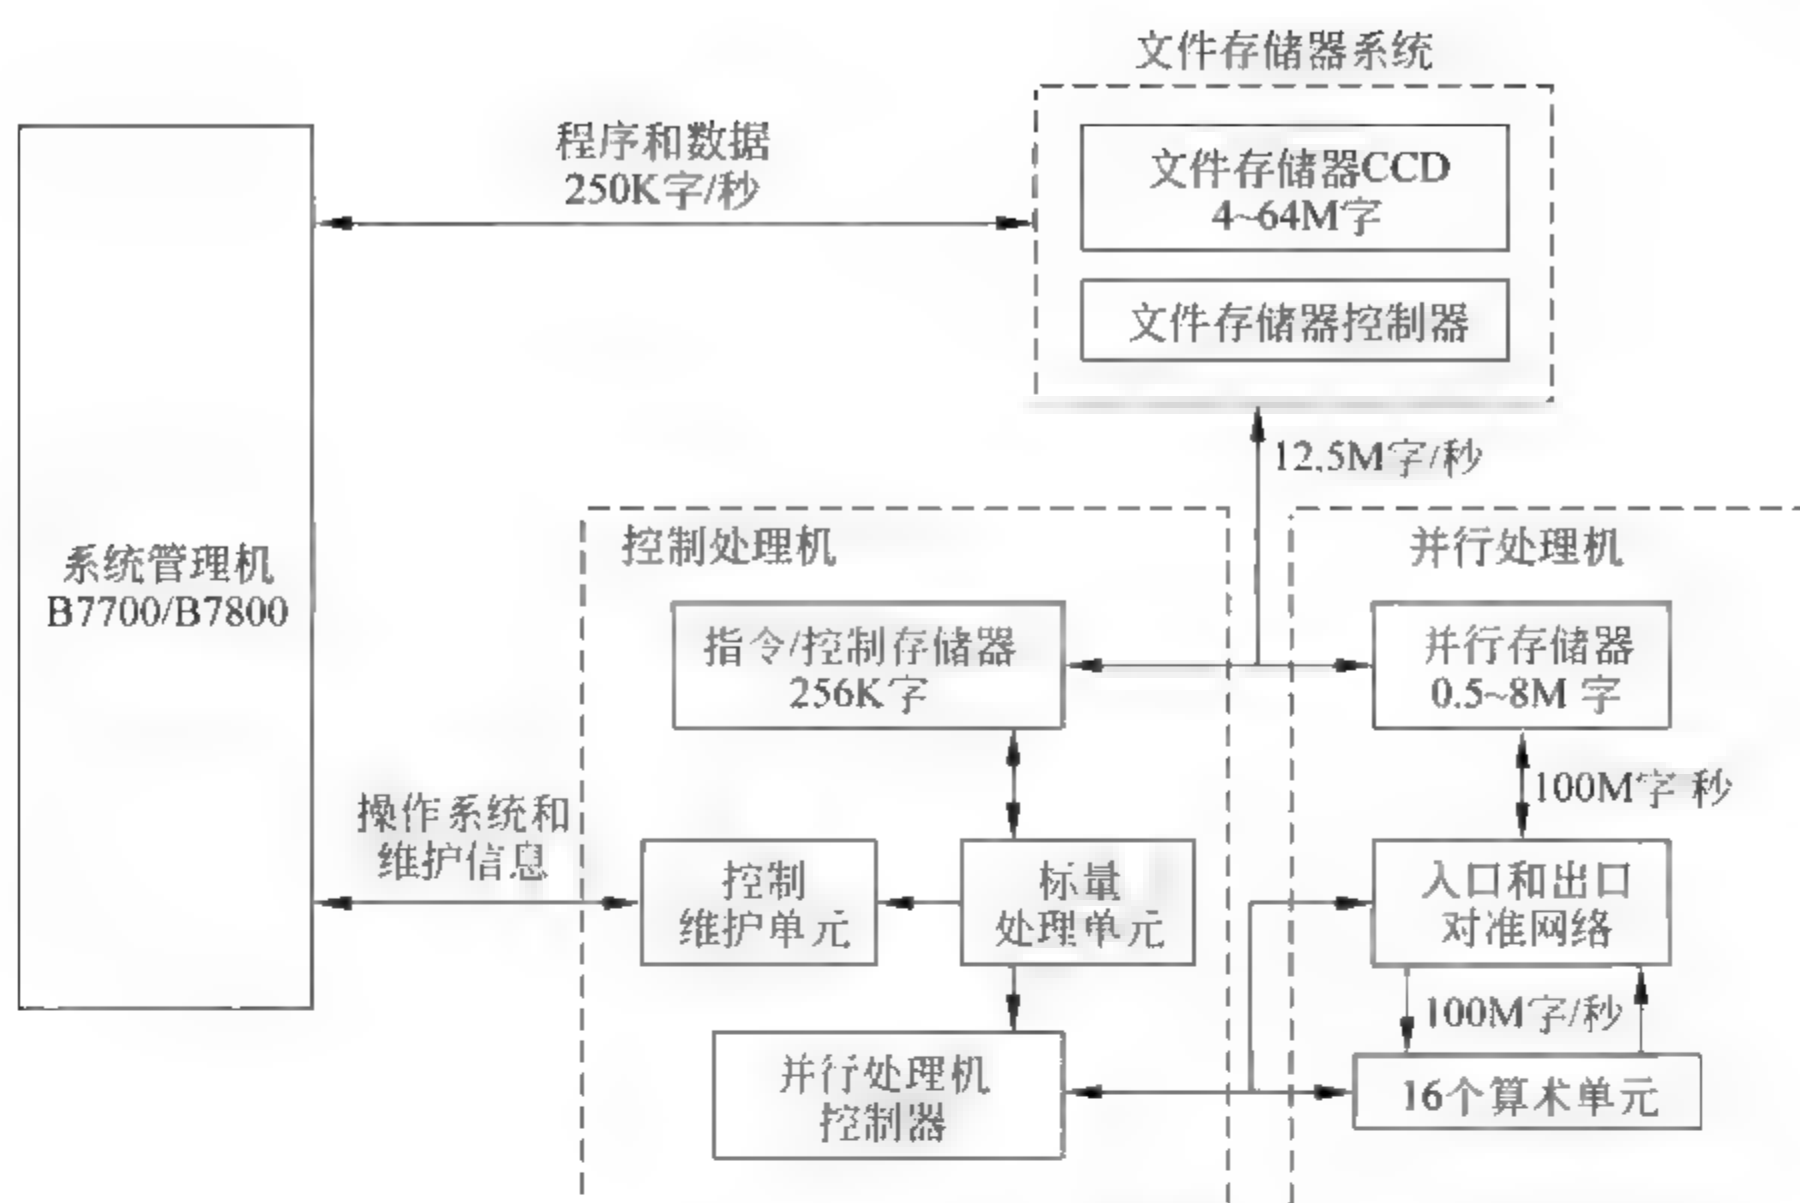 文件存储器系统
程序和数据
250K字/秒
文件存储器CCD
4~64M字
文件存储器控制器
12.5M字/秒
系统管理机
B7700/B7800
控制处理机
并行处理机
指令/控制存储器
256K字
并行存储器
0.5~8M 字
100M字 秒
操作系统和
维护信息
控制
维护单元
标量
处理单元
入口和出口
对准网络
100M字/秒
并行处理机
控制器
16个算术单元